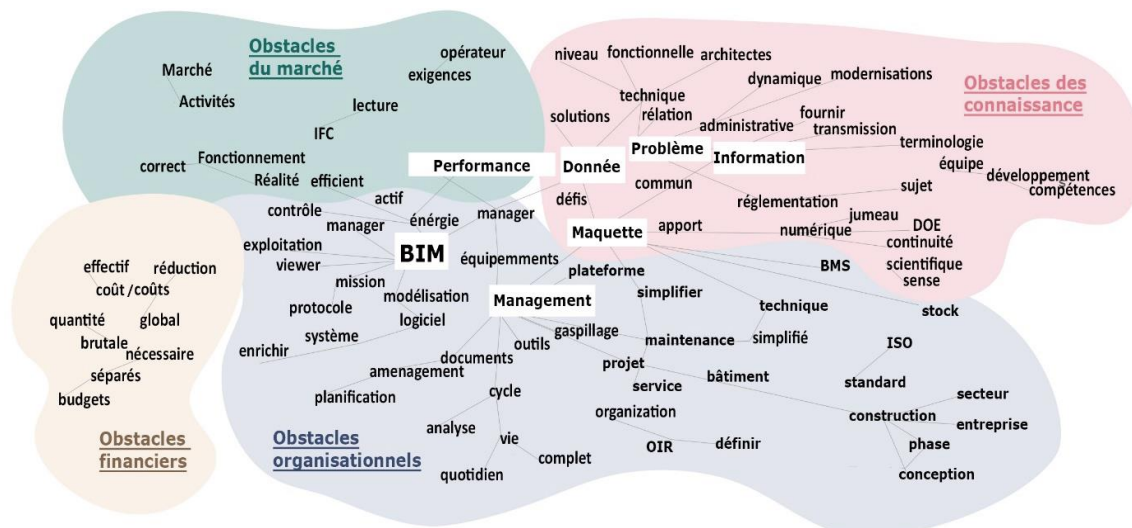 Obstacles
du marché
opérateur
exigences
Marché
Activités
lecture
IFC
Fonctionnement
correct
Réalité
efficient
Performance
niveau
fonctionnelle
architectes
dynamique
modernisations
Obstacles des
connaissance
technique
solutions
rélation
administrative
fournir
transmission
Problème
Information
terminologie
Donnée
équipe
développement
compétences
commun
défis
réglementation
sujet
Maquette
apport
numérique
jumeau
DOE
continuité
scientifique
sense
actif
contrôle
énérgie
manager
manager
exploitation
viewer
BIM
équipemments
plateforme
BMS
mission
modélisation
Management
simplifier
technique
stock
protocole
logiciel
système
gaspillage
outils
maintenance
simplifié
ISO
enrichir
documents
projet
amenagement
service
bâtiment
standard
planification
cycle
organization
construction
secteur
entreprise
analyse
vie
OIR
définir
phase
complet
quotidien
conception
Obstacles
organisationnels
effectif
réduction
coût /coûts
quantité
global
brutale
nécessaire
séparés
budgets
Obstacles
financiers